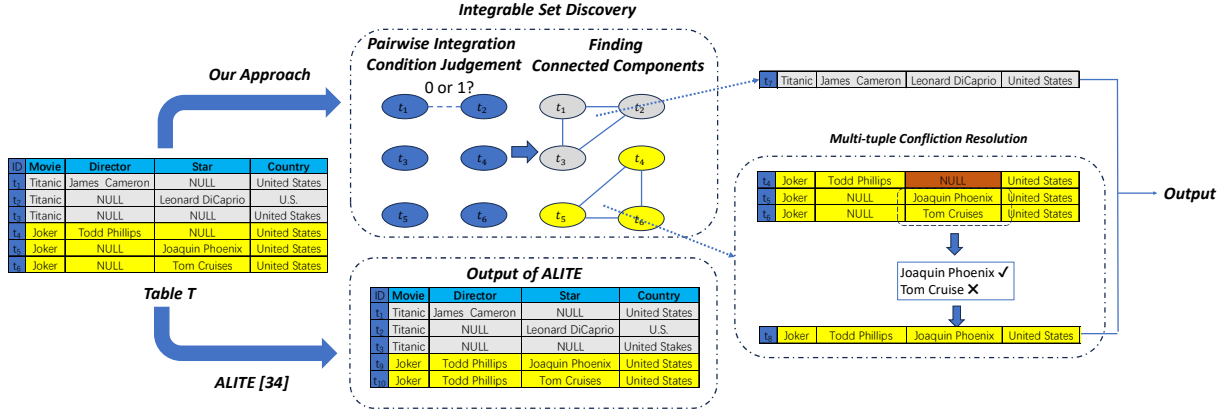 Integrable Set Discovery
Pairwise Integration
Condition Judgement
0 or 1?
Finding
Connected Components
Our Approach
t1
t2
t3
t4
t5
t6
t1
t2
t3
t4
t5
t6
ID Movie Director Star Country
t1 Titanic James Cameron NULL United States
t2 Titanic NULL Leonard DiCaprio U.S.
t3 Titanic NULL NULL United Stakes
t4 Joker Todd Phillips NULL United States
t5 Joker NULL Joaquin Phoenix United States
t6 Joker NULL Tom Cruises United States
Table T
ALITE [34]
Output of ALITE
ID Movie Director Star Country
t1 Titanic James Cameron NULL United States
t2 Titanic NULL Leonard DiCaprio U.S.
t3 Titanic NULL NULL United Stakes
t9 Joker Todd Phillips Joaquin Phoenix United States
t10 Joker Todd Phillips Tom Cruises United States
t7 Titanic James Cameron Leonard DiCaprio United States
Multi-tuple Confliction Resolution
t4 Joker Todd Phillips NULL United States
t5 Joker NULL Joaquin Phoenix United States
t6 Joker NULL Tom Cruises United States
Joaquin Phoenix ✓
Tom Cruise ✕
t8 Joker Todd Phillips Joaquin Phoenix United States
Output